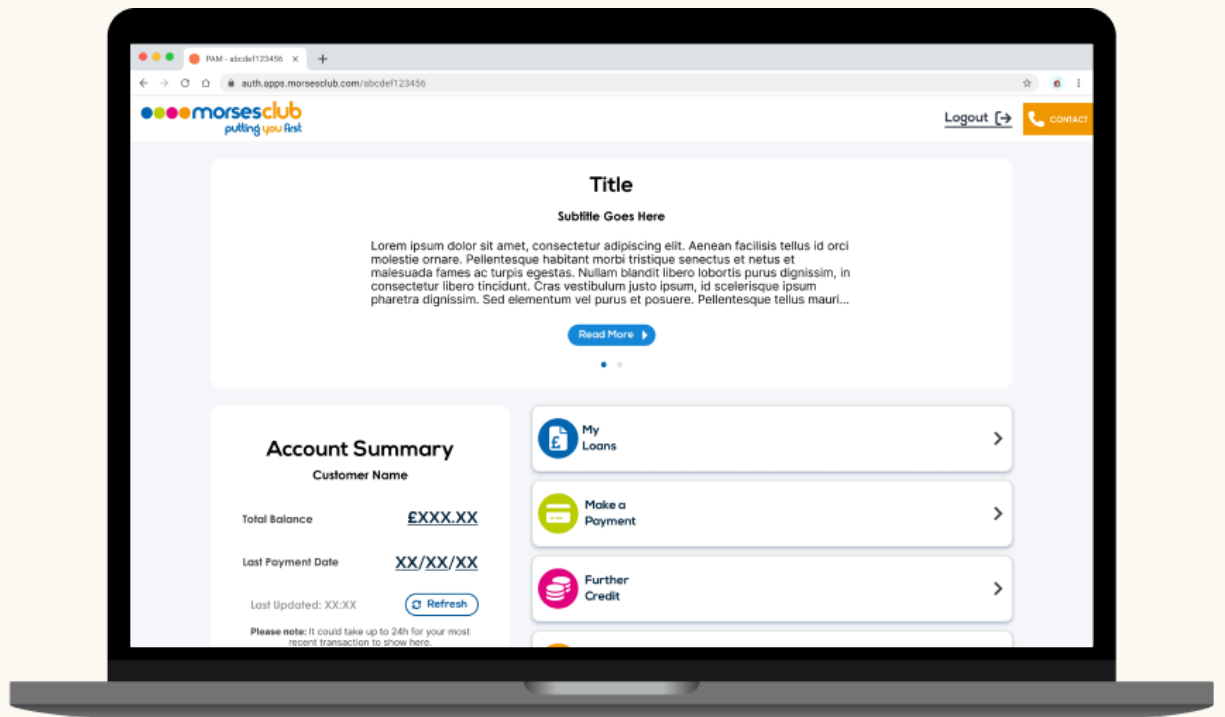 PAM - abcdef123456
auth.apps.morsesclub.com/abcdef123456
morsesclub
putting you first
Logout
CONTACT
Title
Subtitle Goes Here
Lorem ipsum dolor sit amet, consectetur adipiscing elit. Aenean facilisis tellus id orci
molestie ornare. Pellentesque habitant morbi tristique senectus et netus et
malesuada fames ac turpis egestas. Nullam blandit libero lobortis purus dignissim, in
consectetur libero tincidunt. Cras vestibulum justo ipsum, id scelerisque ipsum
pharetra dignissim. Sed elementum vel purus et posuere. Pellentesque tellus mauri...
Read More
Account Summary
Customer Name
Total Balance £XXX.XX
Last Payment Date XX/XX/XX
Last Updated: XX:XX Refresh
Please note: It could take up to 24h for your most
recent transaction to show here.
My
Loans
Make a
Payment
Further
Credit